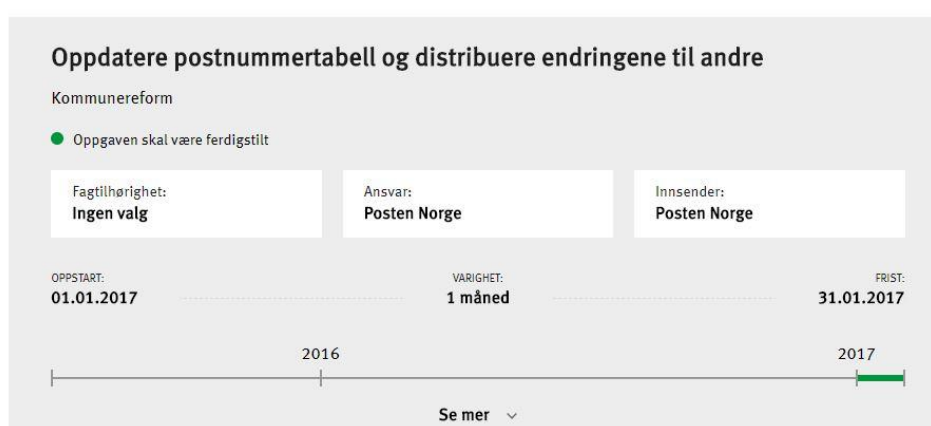 Oppdatere postnummertabell og distribuere endringene til andre
Kommunereform
Oppgaven skal være ferdigstilt
Fagtilhørighet:
Ingen valg
Ansvar:
Posten Norge
Innsender:
Posten Norge
OPPSTART:
01.01.2017
VARIGHET:
1 måned
FRIST:
31.01.2017
2016
2017
Se mer